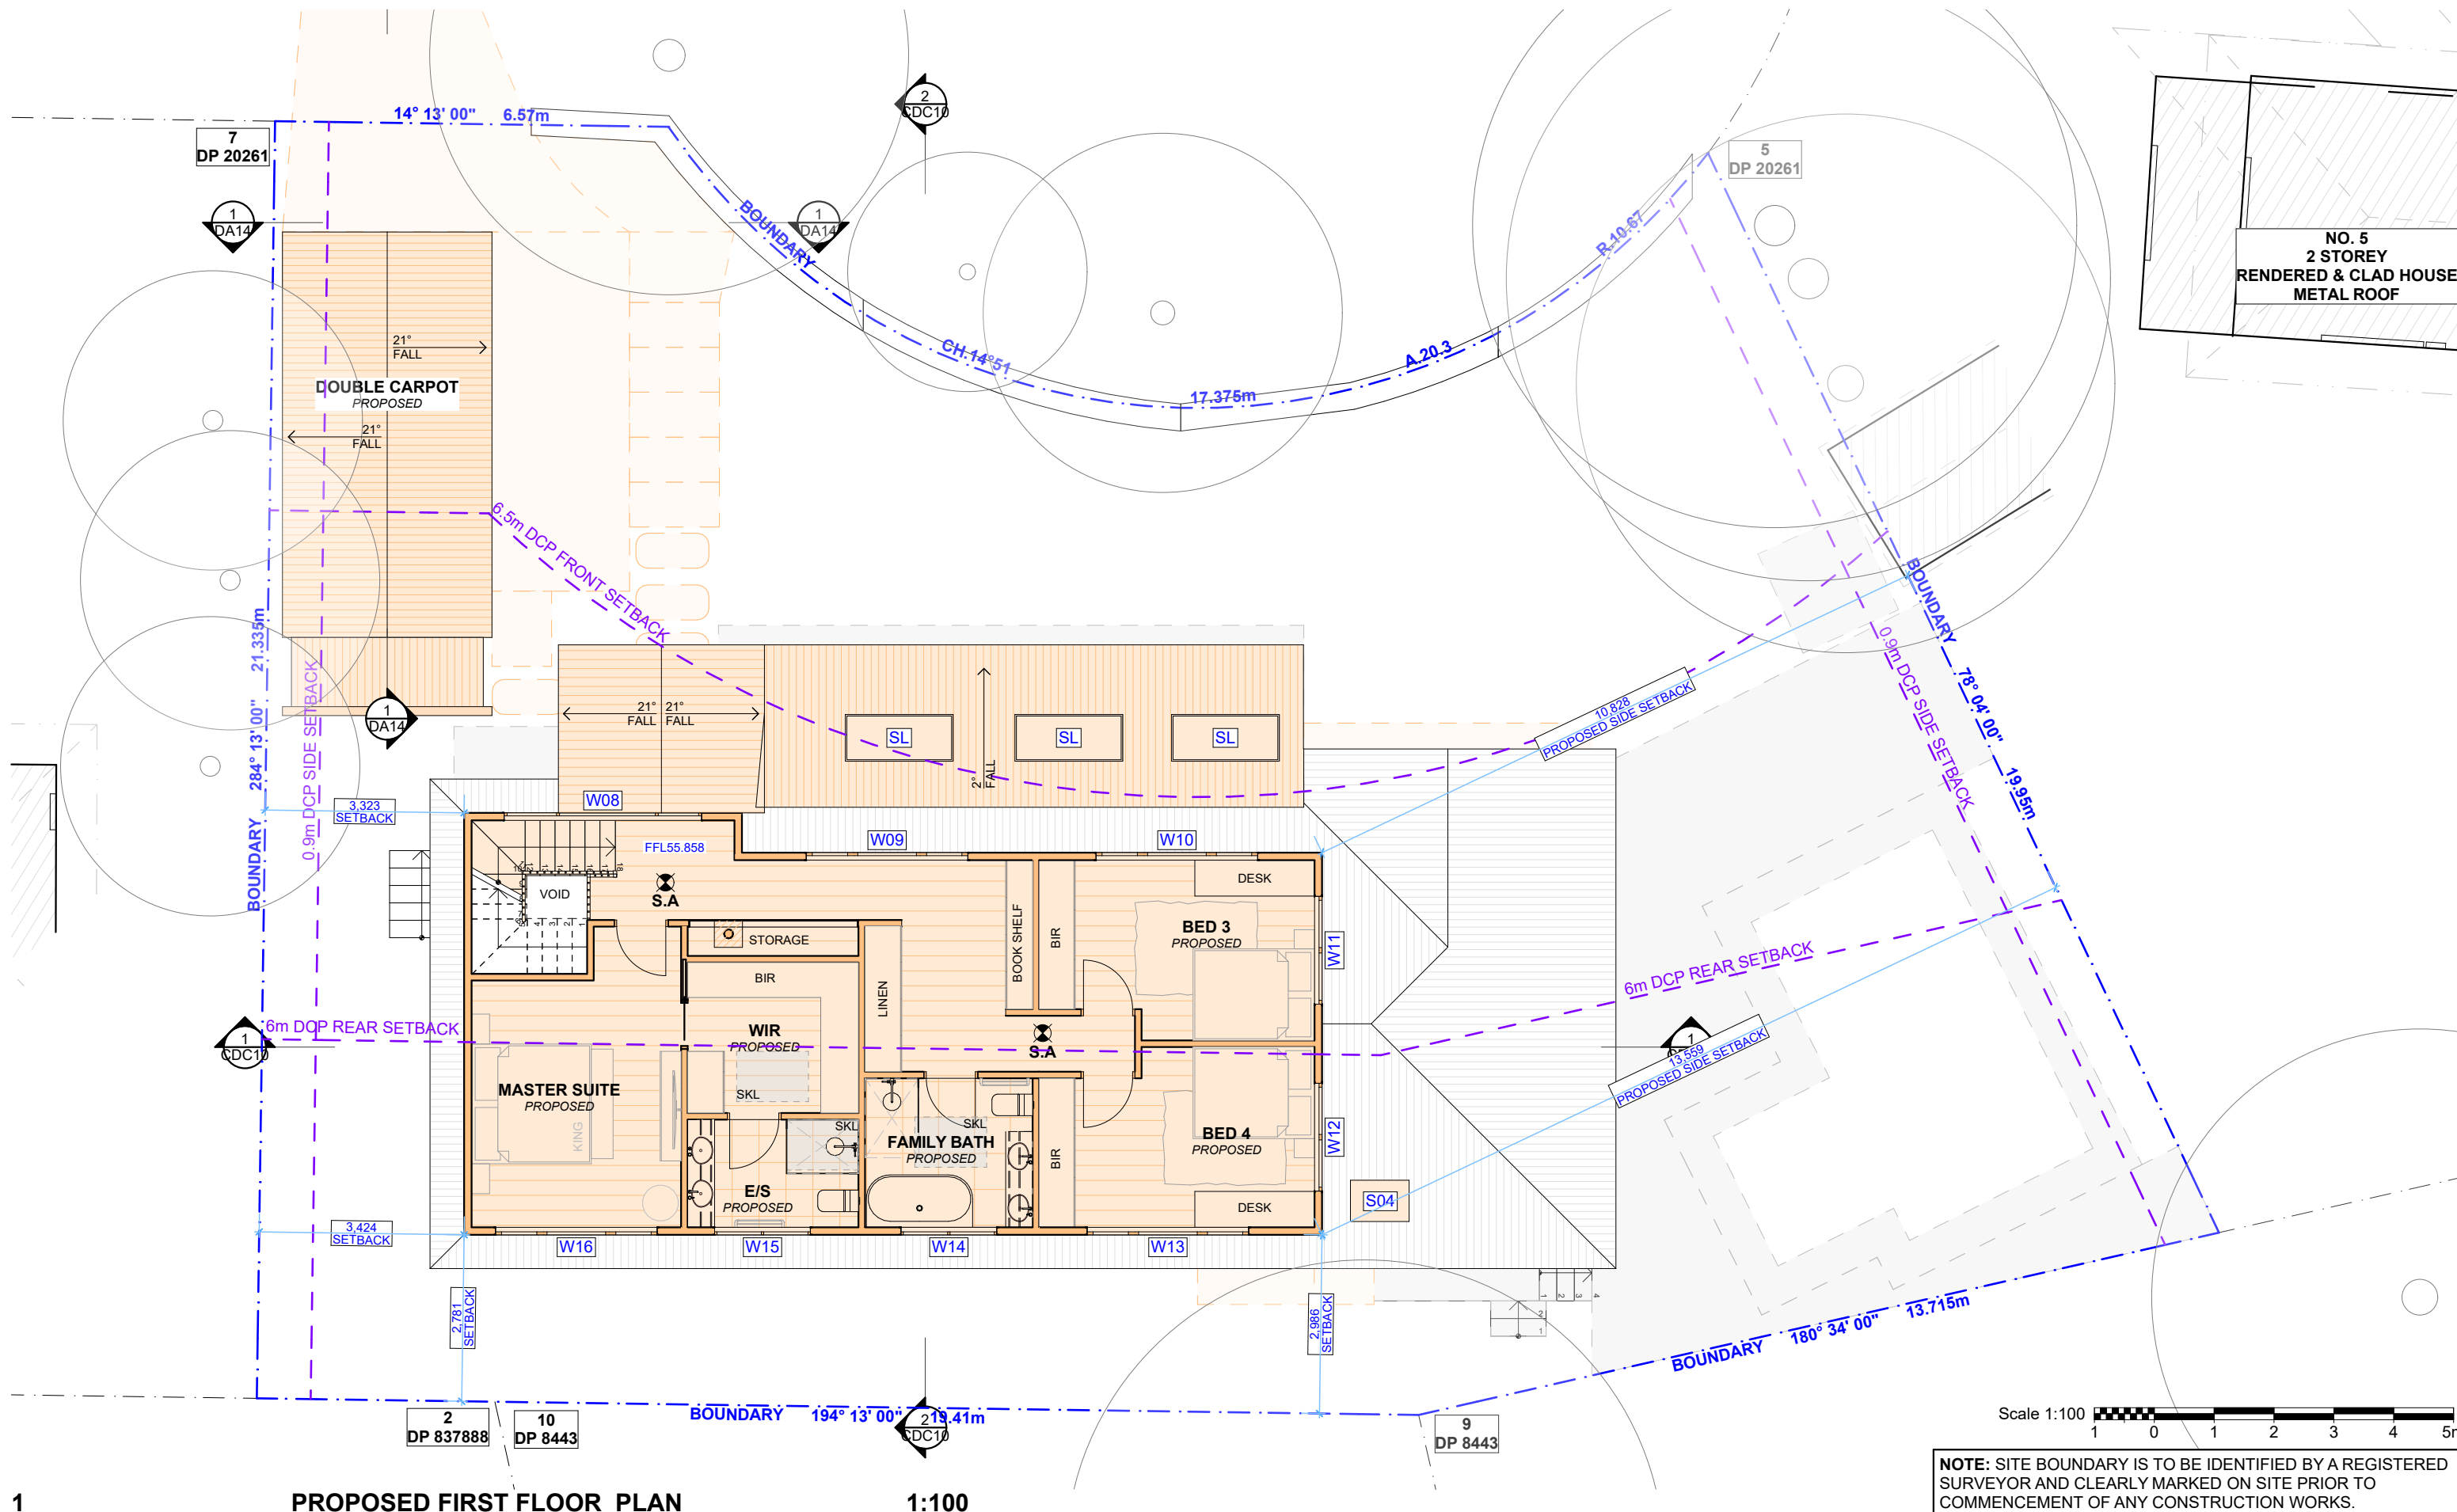 14° 13' 00" 6.57m
7
DP 20261
2
CDC10
5
DP 20261
1
DA14
1
DA14
BOUNDARY
R.10.67
NO. 5
2 STOREY
RENDERED & CLAD HOUSE
METAL ROOF
21°
FALL
DOUBLE CARPOT
PROPOSED
21°
FALL
CH.14°51
17.375m
A.20.3
6.5m DCP FRONT SETBACK
BOUNDARY 284° 13' 00" 21.335m
0.9m DCP SIDE SETBACK
1
DA14
21°
FALL
21°
FALL
SL
SL
SL
2°
FALL
10,828
PROPOSED SIDE SETBACK
BOUNDARY 78° 04' 00" 19.95m
0.9m DCP SIDE SETBACK
3,323
SETBACK
W08
W09
W10
FFL55.858
VOID
S.A
STORAGE
BIR
LINEN
BOOK SHELF
BIR
DESK
BED 3
PROPOSED
W11
6m DCP REAR SETBACK
6m DCP REAR SETBACK
1
CDC10
WIR
PROPOSED
S.A
1
13,559
PROPOSED SIDE SETBACK
MASTER SUITE
PROPOSED
KING
SKL
SKL
SKL
FAMILY BATH
PROPOSED
BIR
BED 4
PROPOSED
W12
E/S
PROPOSED
DESK
S04
3,424
SETBACK
W16
W15
W14
W13
2,781
SETBACK
2,986
SETBACK
1
2
3
4
2
1
BOUNDARY 180° 34' 00" 13.715m
BOUNDARY 194° 13' 00" 19.41m
2
DP 837888
10
DP 8443
2
CDC10
9
DP 8443
Scale 1:100
1 0 1 2 3 4 5m
NOTE: SITE BOUNDARY IS TO BE IDENTIFIED BY A REGISTERED
SURVEYOR AND CLEARLY MARKED ON SITE PRIOR TO
COMMENCEMENT OF ANY CONSTRUCTION WORKS.
1 PROPOSED FIRST FLOOR PLAN 1:100